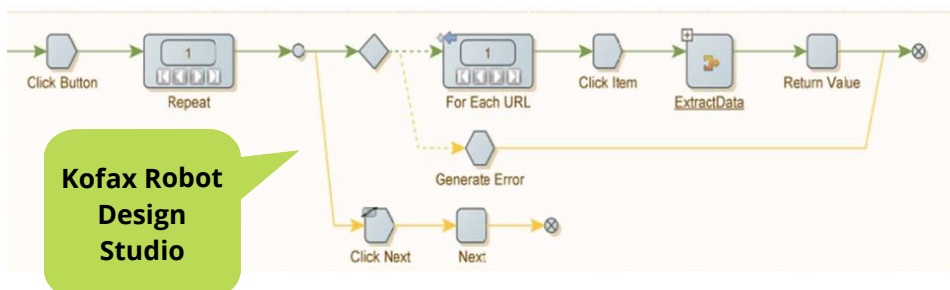 1
1
Click Button
Repeat
For Each URL
Click Item
ExtractData
Return Value
Kofax Robot
Design
Studio
Generate Error
Click Next
Next